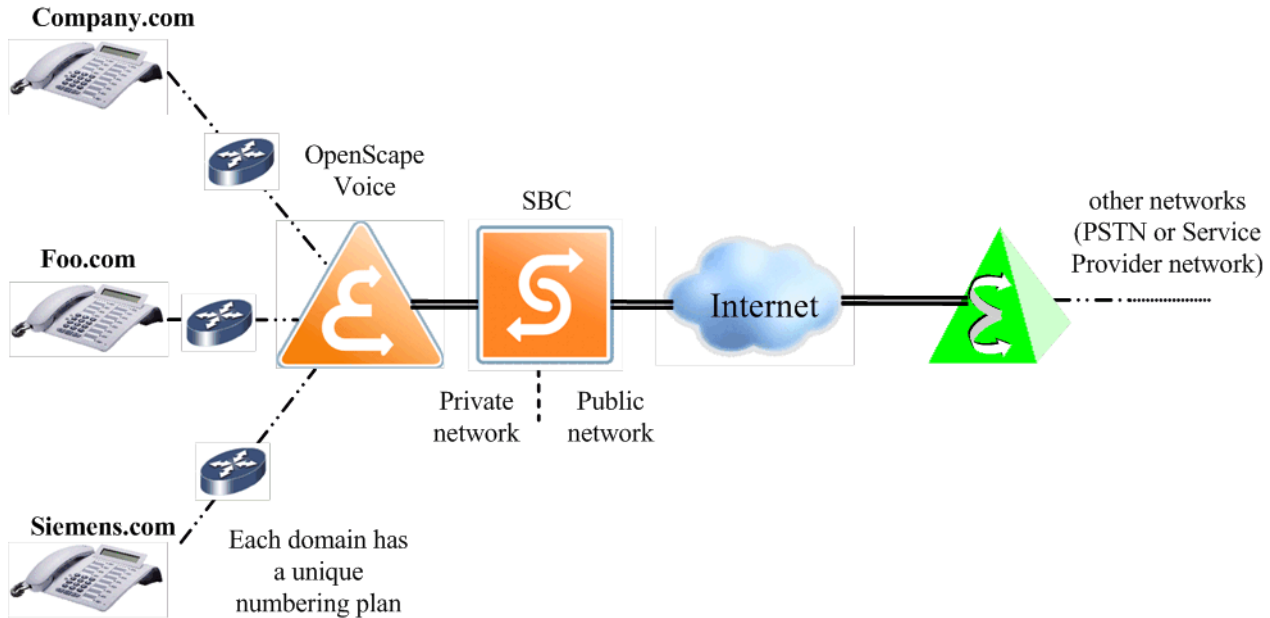 Company.com
OpenScape
Voice
SBC
other networks
(PSTN or Service
Provider network)
Foo.com
Internet
Private
network
Public
network
Siemens.com
Each domain has
a unique
numbering plan